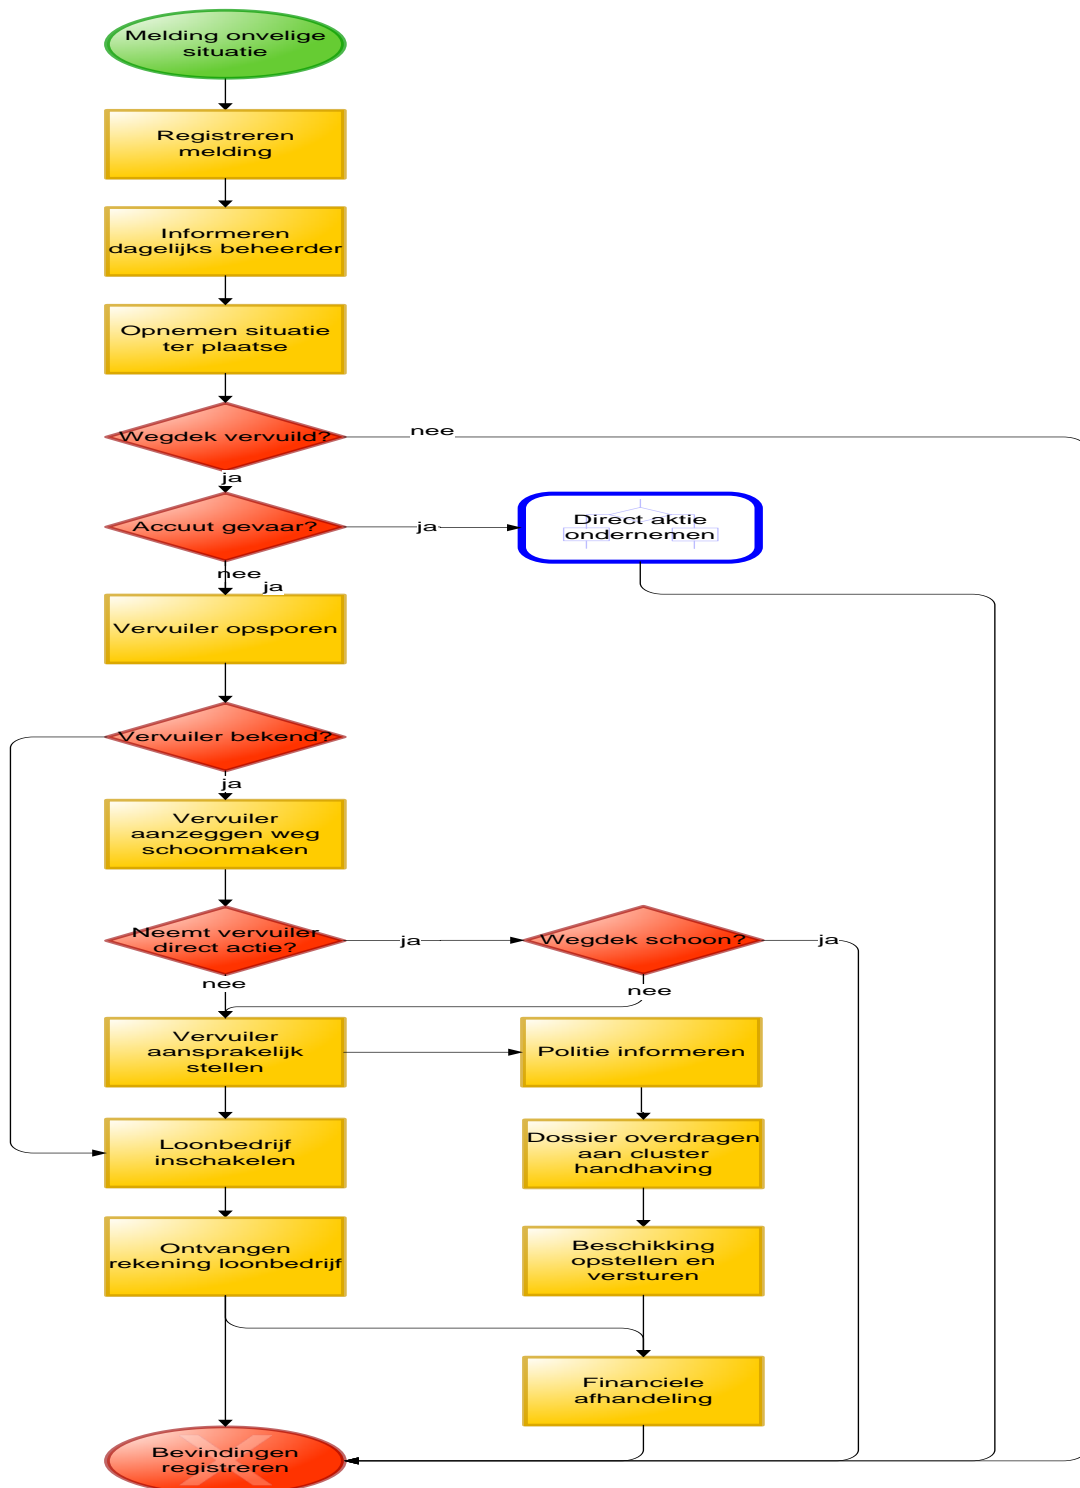 Melding onvelige
situatie
Registreren
melding
Informeren
dagelijks beheerder
Opnemen situatie
ter plaatse
Wegdek vervuild?
nee
ja
Accuut gevaar?
ja
Direct aktie
ondernemen
nee
ja
Vervuiler opsporen
Vervuiler bekend?
ja
Vervuiler
aanzeggen weg
schoonmaken
Neemt vervuiler
direct actie?
ja
Wegdek schoon?
ja
nee
nee
Vervuiler
aansprakelijk
stellen
Politie informeren
Loonbedrijf
inschakelen
Dossier overdragen
aan cluster
handhaving
Ontvangen
rekening loonbedrijf
Beschikking
opstellen en
versturen
Financiele
afhandeling
Bevindingen
registreren